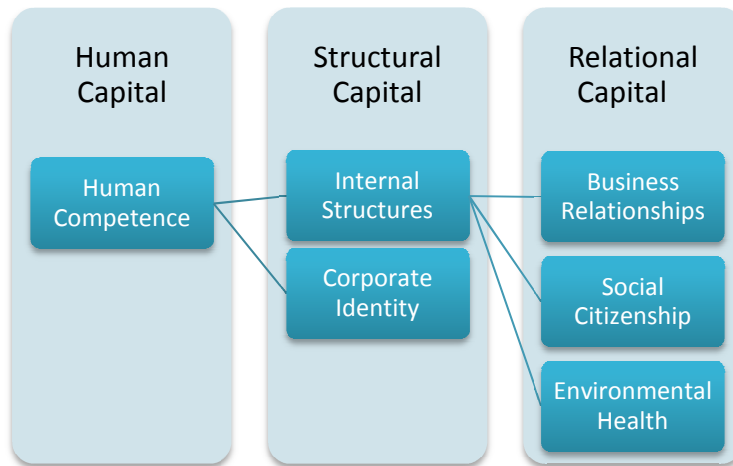 Human
Capital
Human
Competence
Structural
Capital
Internal
Structures
Corporate
Identity
Relational
Capital
Business
Relationships
Social
Citizenship
Environmental
Health